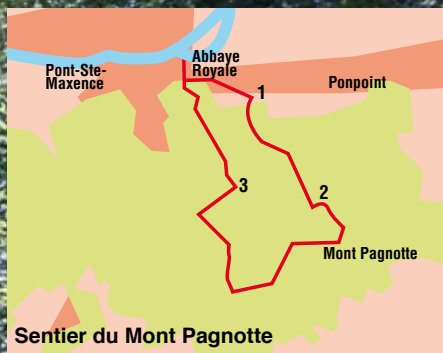 Abbaye
Royale
Pont-Ste-
Maxence
Ponpoint
1
2
3
Mont Pagnotte
Sentier du Mont Pagnotte